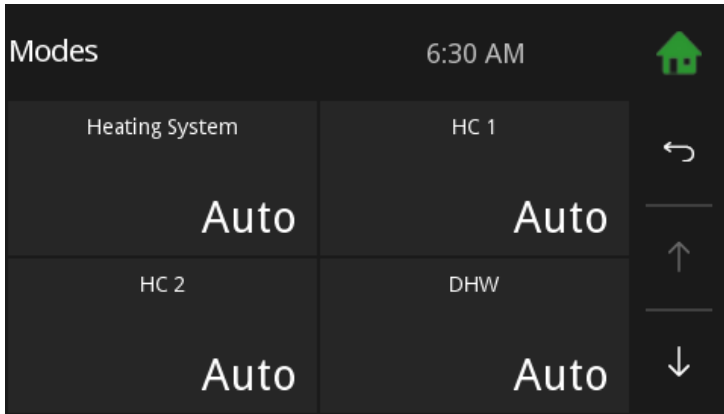 Modes
6:30 AM
Heating System
HC 1
Auto
Auto
HC 2
DHW
Auto
Auto